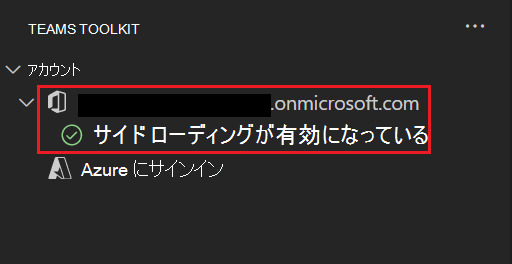 TEAMS TOOLKIT
アカウント
.onmicrosoft.com
サイド ローディングが有効になっている
Azure にサインイン